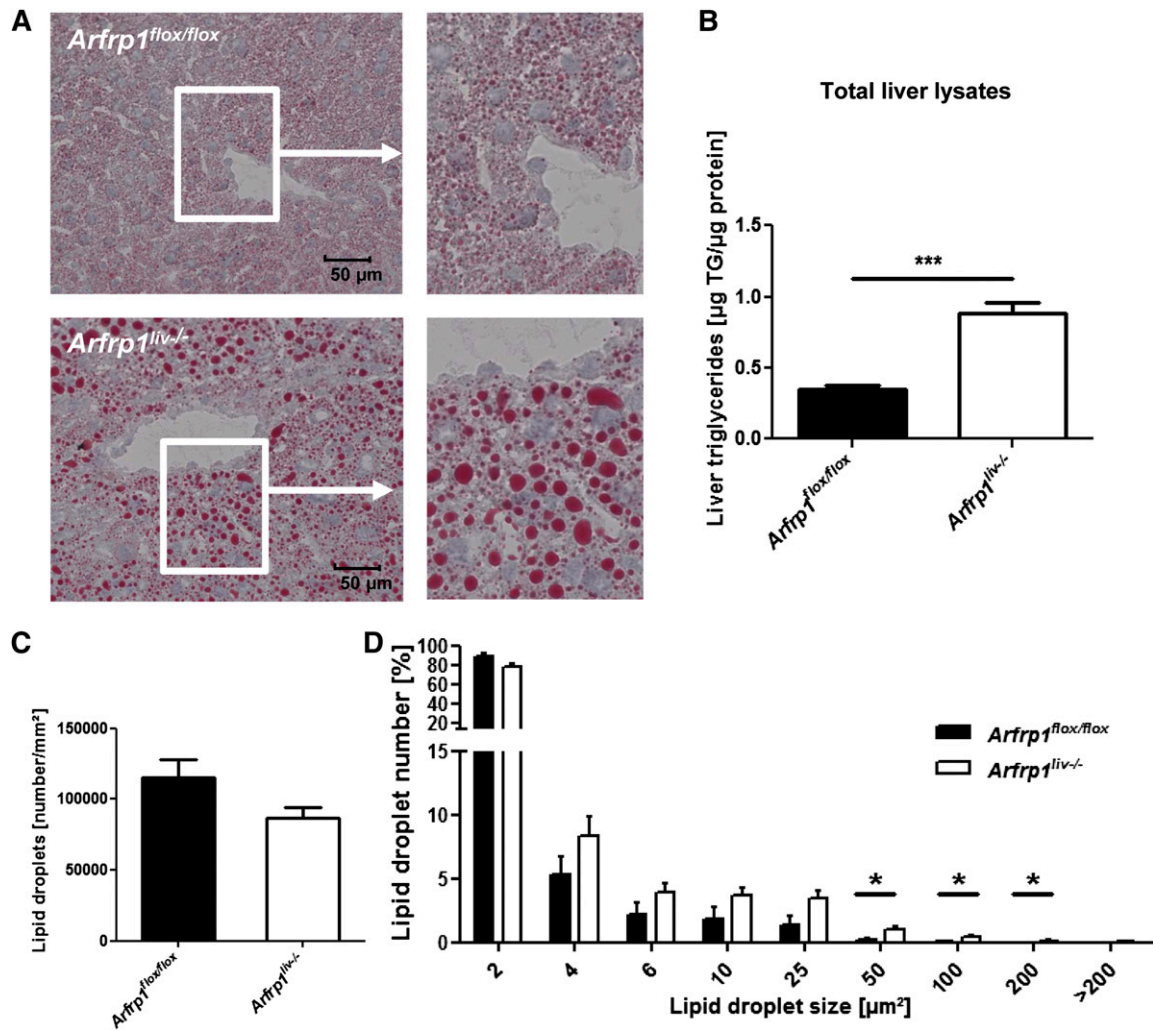 A
Arfrp1flox/flox
50 µm
Arfrp1liv-/-
50 µm
B
Total liver lysates
Liver triglycerides [µg TG/µg protein)
1.5
1.0
0.5
0.0
***
Arfrp1flox/flox
Arfrp1liv-/-
C
Lipid droplets [number/mm²]
150000
100000
50000
0
Arfrp1flox/flox
Arfrp1liv-/-
D
Lipid droplet number [%]
100
80
60
40
20
15
10
5
0
Arfrp1flox/flox
Arfrp1liv-/-
* * *
2 4 6 10 25 50 100 200 >200
Lipid droplet size [µm²]